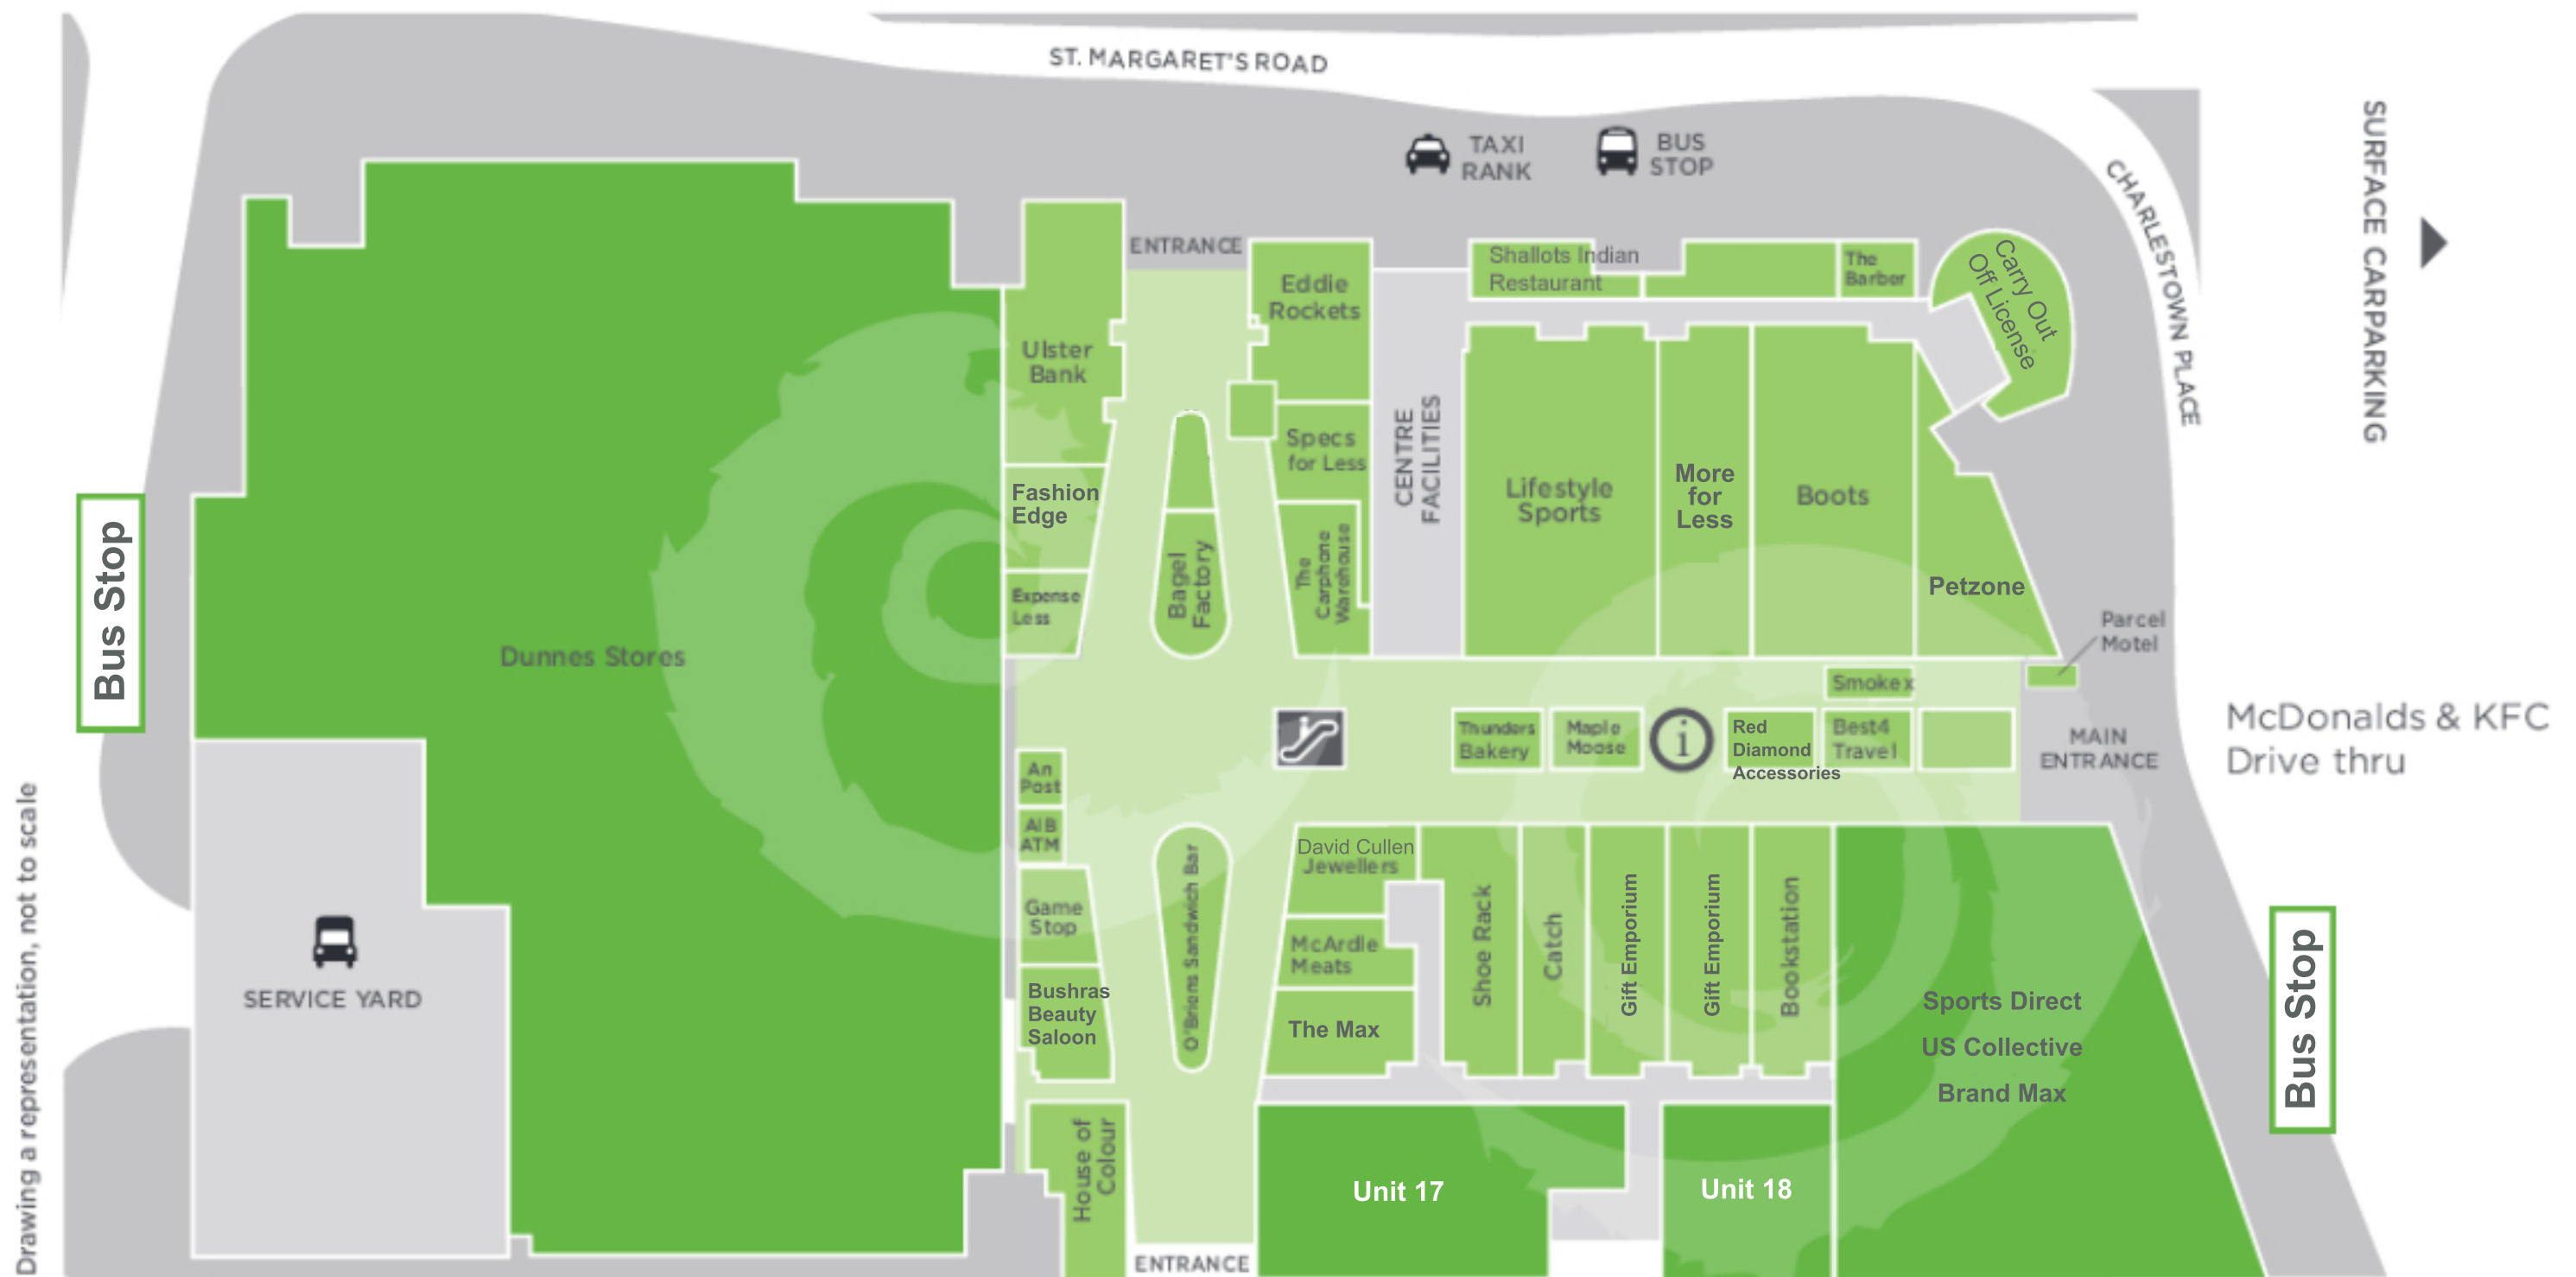 ST. MARGARET'S ROAD
TAXI
RANK
BUS
STOP
CHARLESTOWN PLACE
SURFACE CARPARKING
ENTRANCE
Eddie
Rockets
Shallots Indian
Restaurant
The
Barber
Carry Out
Off License
Ulster
Bank
Specs
for Less
CENTRE
FACILITIES
Lifestyle
Sports
More
for
Less
Boots
Petzone
Fashion
Edge
Expense
Less
Bagel
Factory
The
Carphone
Warehouse
Bus Stop
Dunnes Stores
Parcel
Motel
Smokex
Thunders
Bakery
Maple
Moose
i
Red
Diamond
Accessories
Best4
Travel
MAIN
ENTRANCE
McDonalds & KFC
Drive thru
An
Post
AIB
ATM
Game
Stop
Bushras
Beauty
Saloon
O'Briens Sandwich Bar
David Cullen
Jewellers
McArdle
Meats
The Max
Shoe Rack
Catch
Gift Emporium
Gift Emporium
Bookstation
Sports Direct
US Collective
Brand Max
Bus Stop
SERVICE YARD
House of
Colour
Unit 17
Unit 18
ENTRANCE
Drawing a representation, not to scale